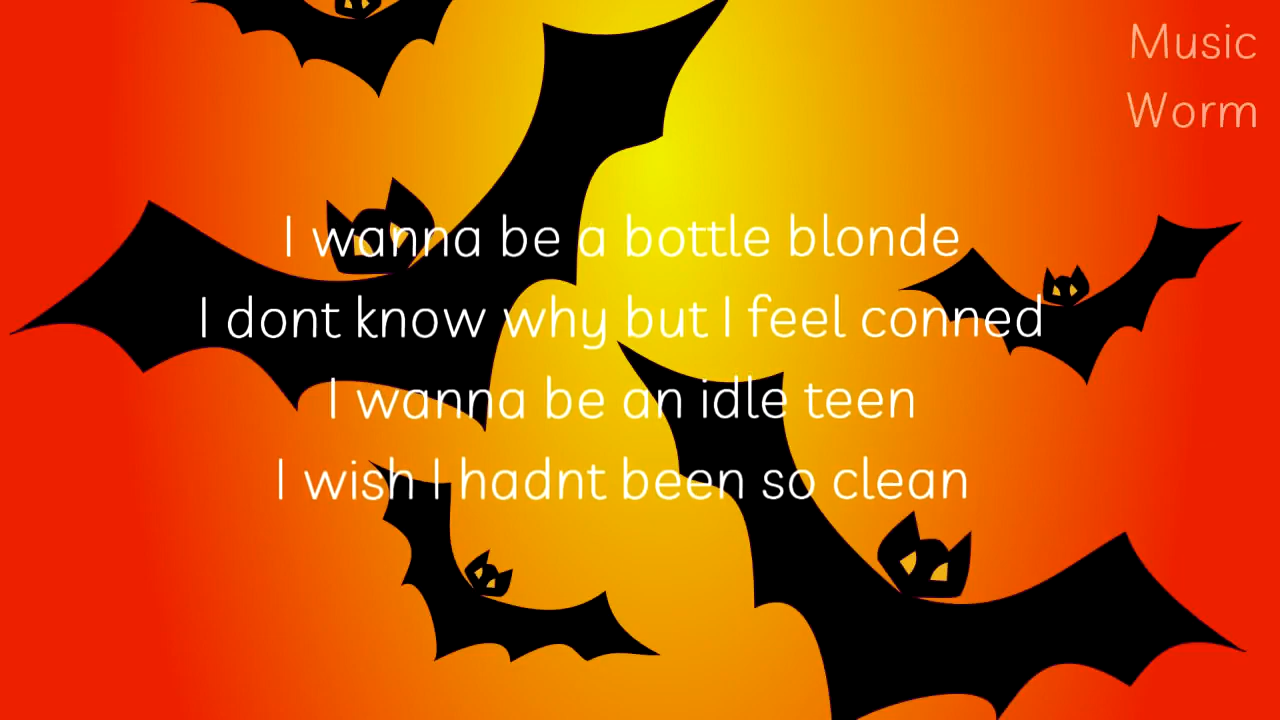 Music
Worm
I wanna be a bottle blonde
I dont know why but I feel conned
I wanna be an idle teen
I wish I hadnt been so clean